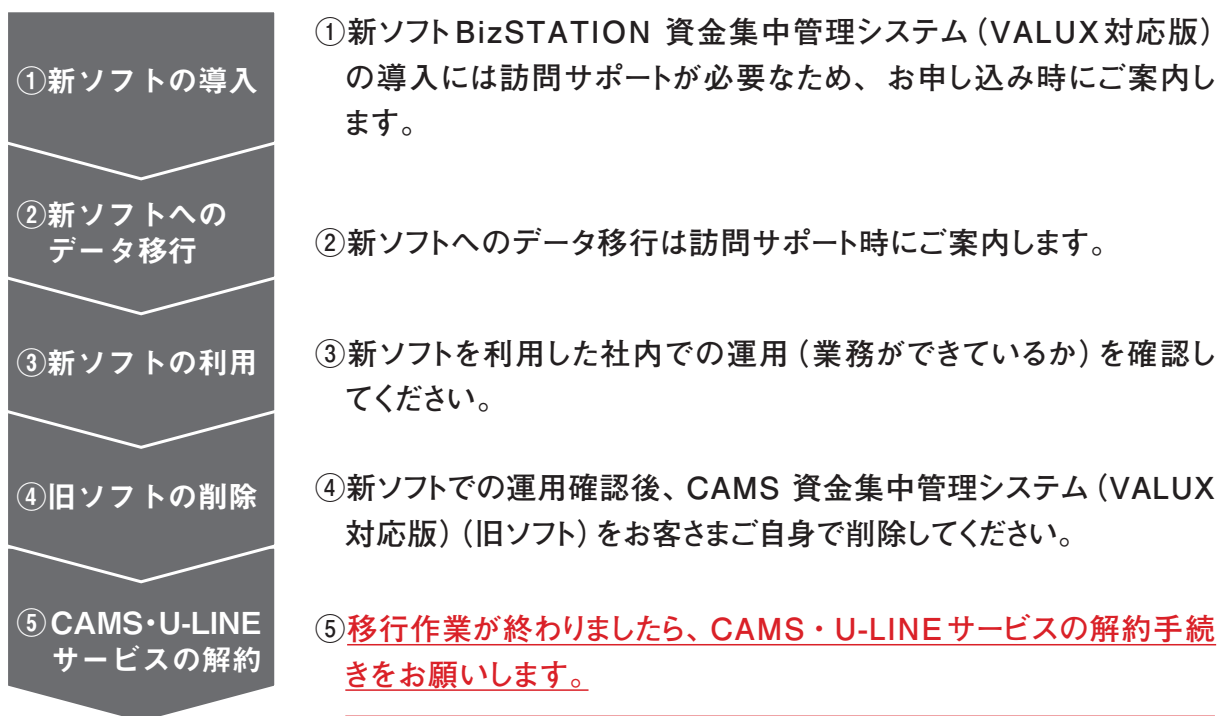 ①新ソフトの導入
①新ソフトBizSTATION 資金集中管理システム（VALUX対応版）
の導入には訪問サポートが必要なため、お申し込み時にご案内し
ます。
②新ソフトへの
データ移行
②新ソフトへのデータ移行は訪問サポート時にご案内します。
③新ソフトの利用
③新ソフトを利用した社内での運用（業務ができているか）を確認し
てください。
④旧ソフトの削除
④新ソフトでの運用確認後、CAMS 資金集中管理システム（VALUX
対応版）（旧ソフト）をお客さまご自身で削除してください。
⑤CAMS・U-LINE
サービスの解約
⑤移行作業が終わりましたら、CAMS・U-LINEサービスの解約手続
きをお願いします。